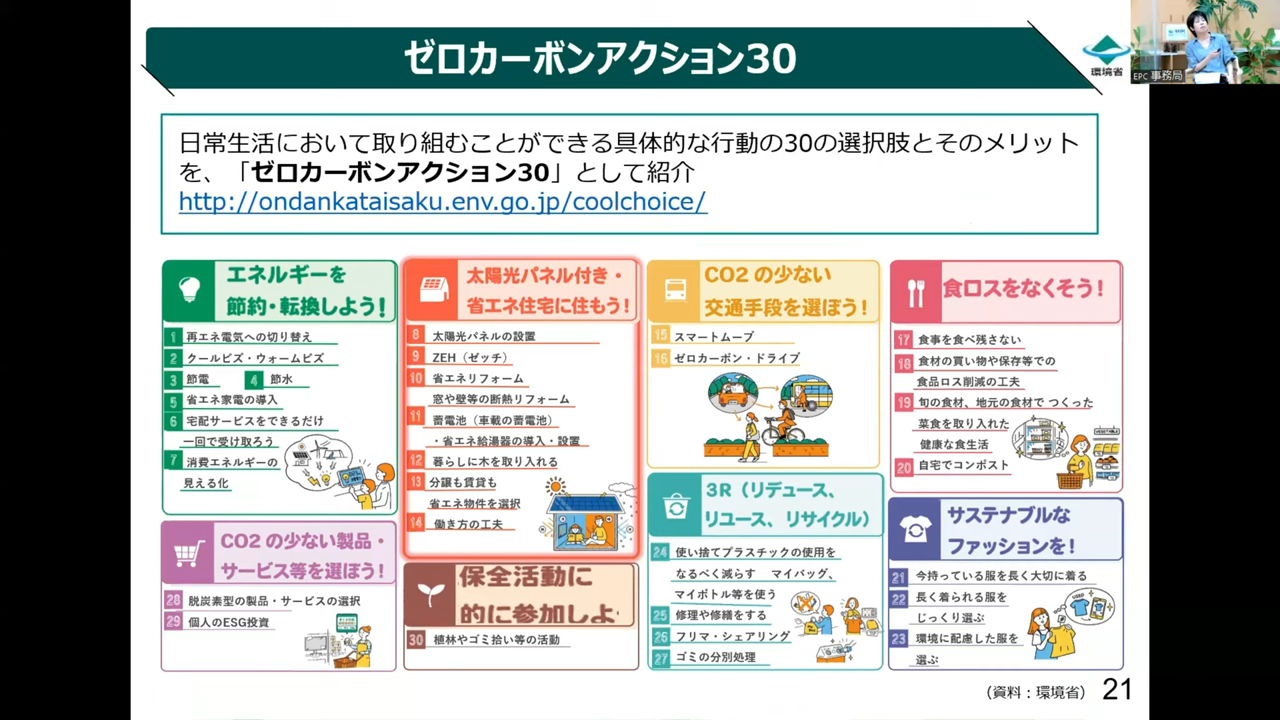 ゼロカーボンアクション30
環境省
EPC 事務局
日常生活において取り組むことができる具体的な行動の30の選択肢とそのメリット
を、「ゼロカーボンアクション30」として紹介
http://ondankataisaku.env.go.jp/coolchoice/
エネルギーを
節約・転換しよう!
1 再エネ電気への切り替え
2 クールビズ・ウォームビズ
3 節電 4 節水
5 省エネ家電の導入
6 宅配サービスをできるだけ
一回で受け取ろう
7 消費エネルギーの
見える化
太陽光パネル付き・
省エネ住宅に住もう!
8 太陽光パネルの設置
9 ZEH(ゼッチ)
10 省エネリフォーム
窓や壁等の断熱リフォーム
11 蓄電池(車載の蓄電池)
・省エネ給湯器の導入・設置
12 暮らしに木を取り入れる
13 分譲も賃貸も
省エネ物件を選択
14 働き方の工夫
CO2 の少ない
交通手段を選ぼう!
15 スマートムーブ
16 ゼロカーボン・ドライブ
食ロスをなくそう!
17 食事を食べ残さない
18 食材の買い物や保存等での
食品ロス削減の工夫
19 旬の食材、地元の食材で つくった
菜食を取り入れた
健康な食生活
20 自宅でコンポスト
VEGETABLE
CO2 の少ない製品・
サービス等を選ぼう!
28 脱炭素型の製品・サービスの選択
29 個人のESG投資
保全活動に
的に参加しよ
30 植林やゴミ拾い等の活動
3R(リデュース、
リユース、リサイクル)
24 使い捨てプラスチックの使用を
なるべく減らす マイバッグ、
マイボトル等を使う
25 修理や修繕をする
26 フリマ・シェアリング
27 ゴミの分別処理
サステナブルな
ファッションを!
21 今持っている服を長く大切に着る
22 長く着られる服を
じっくり選ぶ
23 環境に配慮した服を
選ぶ
(資料:環境省) 21